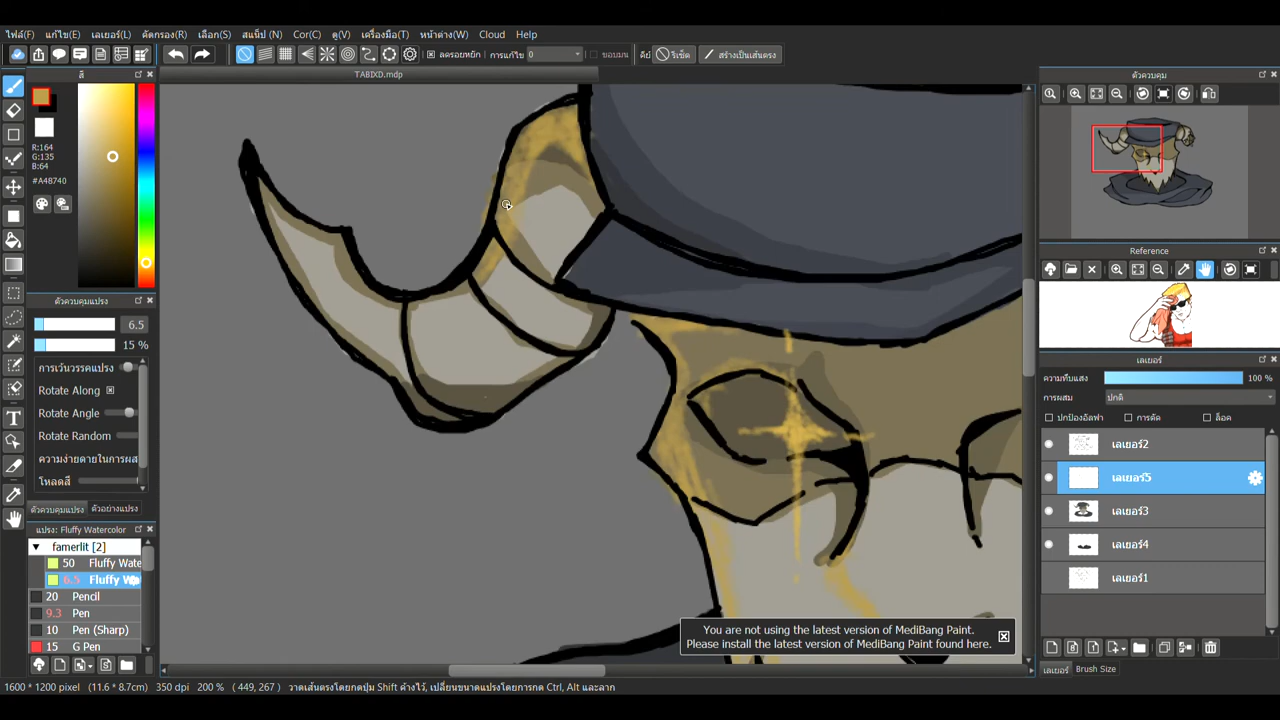 ไฟล์(F) แก้ไข(E) เลเยอร์(L) คัดกรอง(R) เลือก(S) สแน็ป (N) Cor(C) ดู(V) เครื่องมือ(T) หน้าต่าง(W) Cloud Help
ลดรอยหยัก การแก้ไข 0 ขอบมน รีเซ็ต สร้างเป็นเส้นตรง
TABIXD.mdp
สี
R:164
G:135
B:64
#A48740
ตัวควบคุมแปรง
6.5
15 %
การเว้นวรรคแปรง
Rotate Along
Rotate Angle
Rotate Random
ความง่ายดายในการผส
โหลดสี
ตัวควบคุมแปรง ตัวอย่างแปรง
แปรง: Fluffy Watercolor
famerlit [2]
50 Fluffy Wate
6.5 Fluffy W
20 Pencil
9.3 Pen
10 Pen (Sharp)
15 G Pen
ตัวควบคุม
Reference
เลเยอร์
ความทึบแสง 100 %
การผสม ปกติ
ปกป้องอัลฟา การตัด ล็อค
เลเยอร์2
เลเยอร์5
เลเยอร์3
เลเยอร์4
เลเยอร์1
เลเยอร์ Brush Size
You are not using the latest version of MediBang Paint.
Please install the latest version of MediBang Paint found here.
1600 * 1200 pixel (11.6 * 8.7cm) 350 dpi 200 % ( 449, 267 ) วาดเส้นตรงโดยกดปุ่ม Shift ค้างไว้, เปลี่ยนขนาดแปรงโดยการกด Ctrl, Alt และลาก